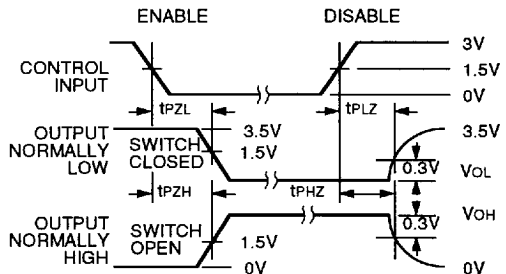 ENABLE DISABLE
3V
CONTROL INPUT 1.5V
0V
tPZL tPLZ
OUTPUT NORMALLY LOW
SWITCH CLOSED
3.5V
1.5V
3.5V
0.3V
VOL
tPZH tPHZ
VOH
0.3V
OUTPUT NORMALLY HIGH
SWITCH OPEN
1.5V
0V
0V